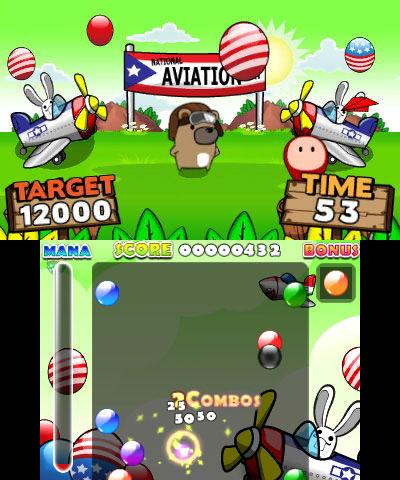 NATIONAL
AVIATION
TARGET
12000
TIME
53
MANA
SCORE 00000432
BONUS
2COMBOS
25
50 50